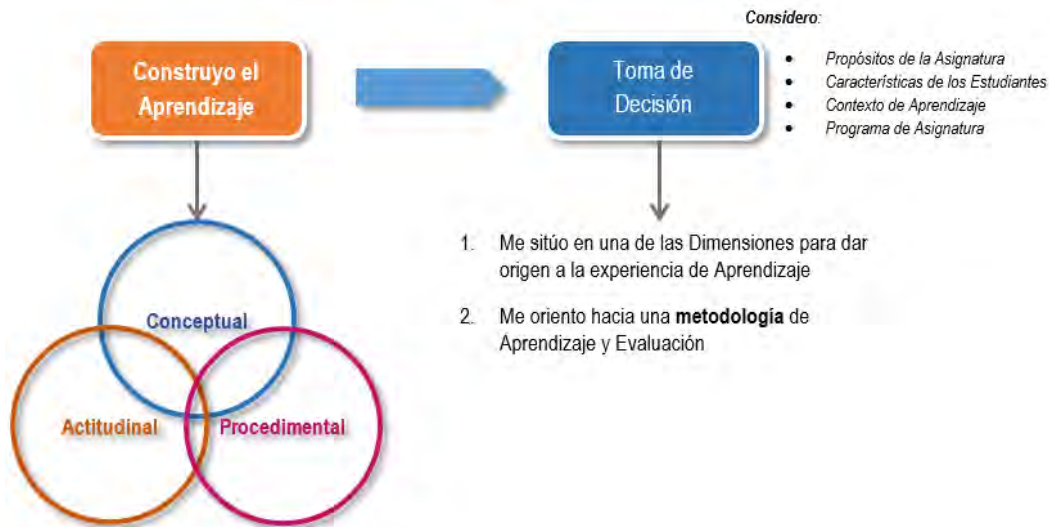 Considero:
Construyo el
Aprendizaje
Toma de
Decisión
• Propósitos de la Asignatura
• Características de los Estudiantes
• Contexto de Aprendizaje
• Programa de Asignatura
1. Me sitúo en una de las Dimensiones para dar
origen a la experiencia de Aprendizaje
2. Me oriento hacia una metodología de
Aprendizaje y Evaluación
Conceptual
Actitudinal
Procedimental